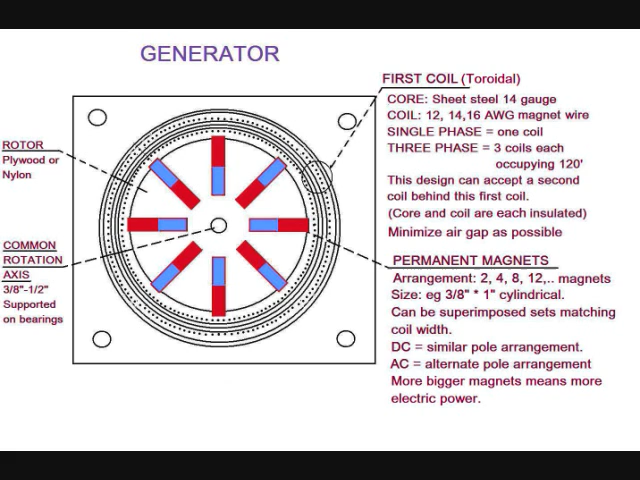 GENERATOR
FIRST COIL (Toroidal)
CORE: Sheet steel 14 gauge
COIL: 12, 14,16 AWG magnet wire
SINGLE PHASE = one coil
THREE PHASE = 3 coils each
occupying 120'
This design can accept a second
coil behind this first coil.
(Core and coil are each insulated)
Minimize air gap as possible
ROTOR
Plywood or
Nylon
COMMON
ROTATION
AXIS
3/8"-1/2"
Supported
on bearings
PERMANENT MAGNETS
Arrangement: 2, 4, 8, 12,.. magnets
Size: eg 3/8" * 1" cylindrical.
Can be superimposed sets matching
coil width.
DC = similar pole arrangement.
AC = alternate pole arrangement
More bigger magnets means more
electric power.